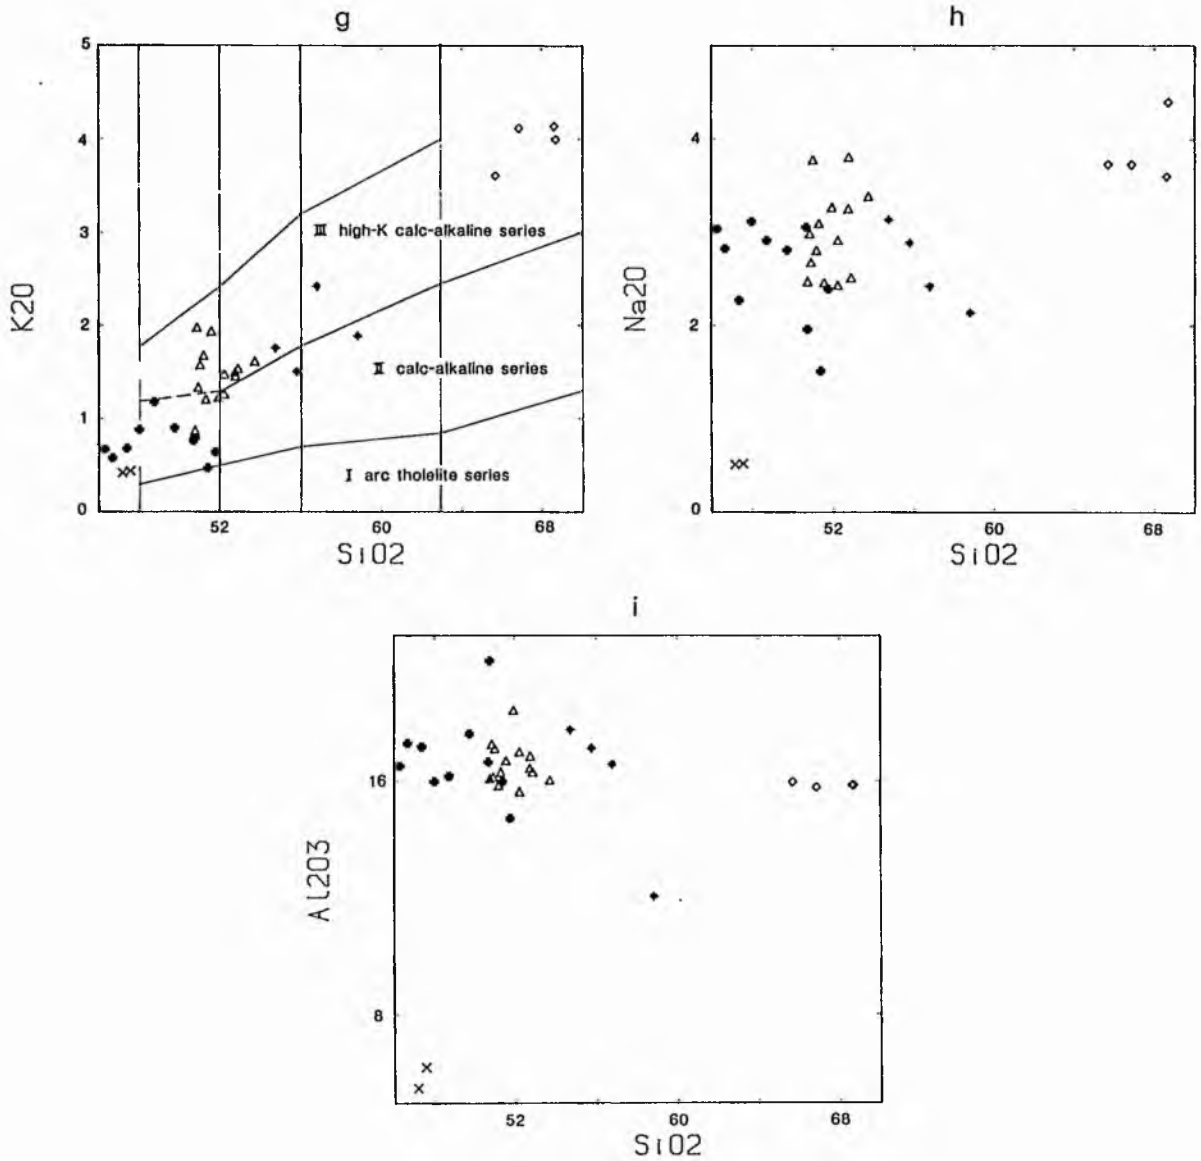 g
5
4
3
2
1
0
K2O
III high-K calc-alkaline series
II calc-alkaline series
I arc tholelite series
52
60
68
SiO2
h
4
2
0
Na2O
52
60
68
SiO2
i
16
8
Al2O3
52
60
68
SiO2